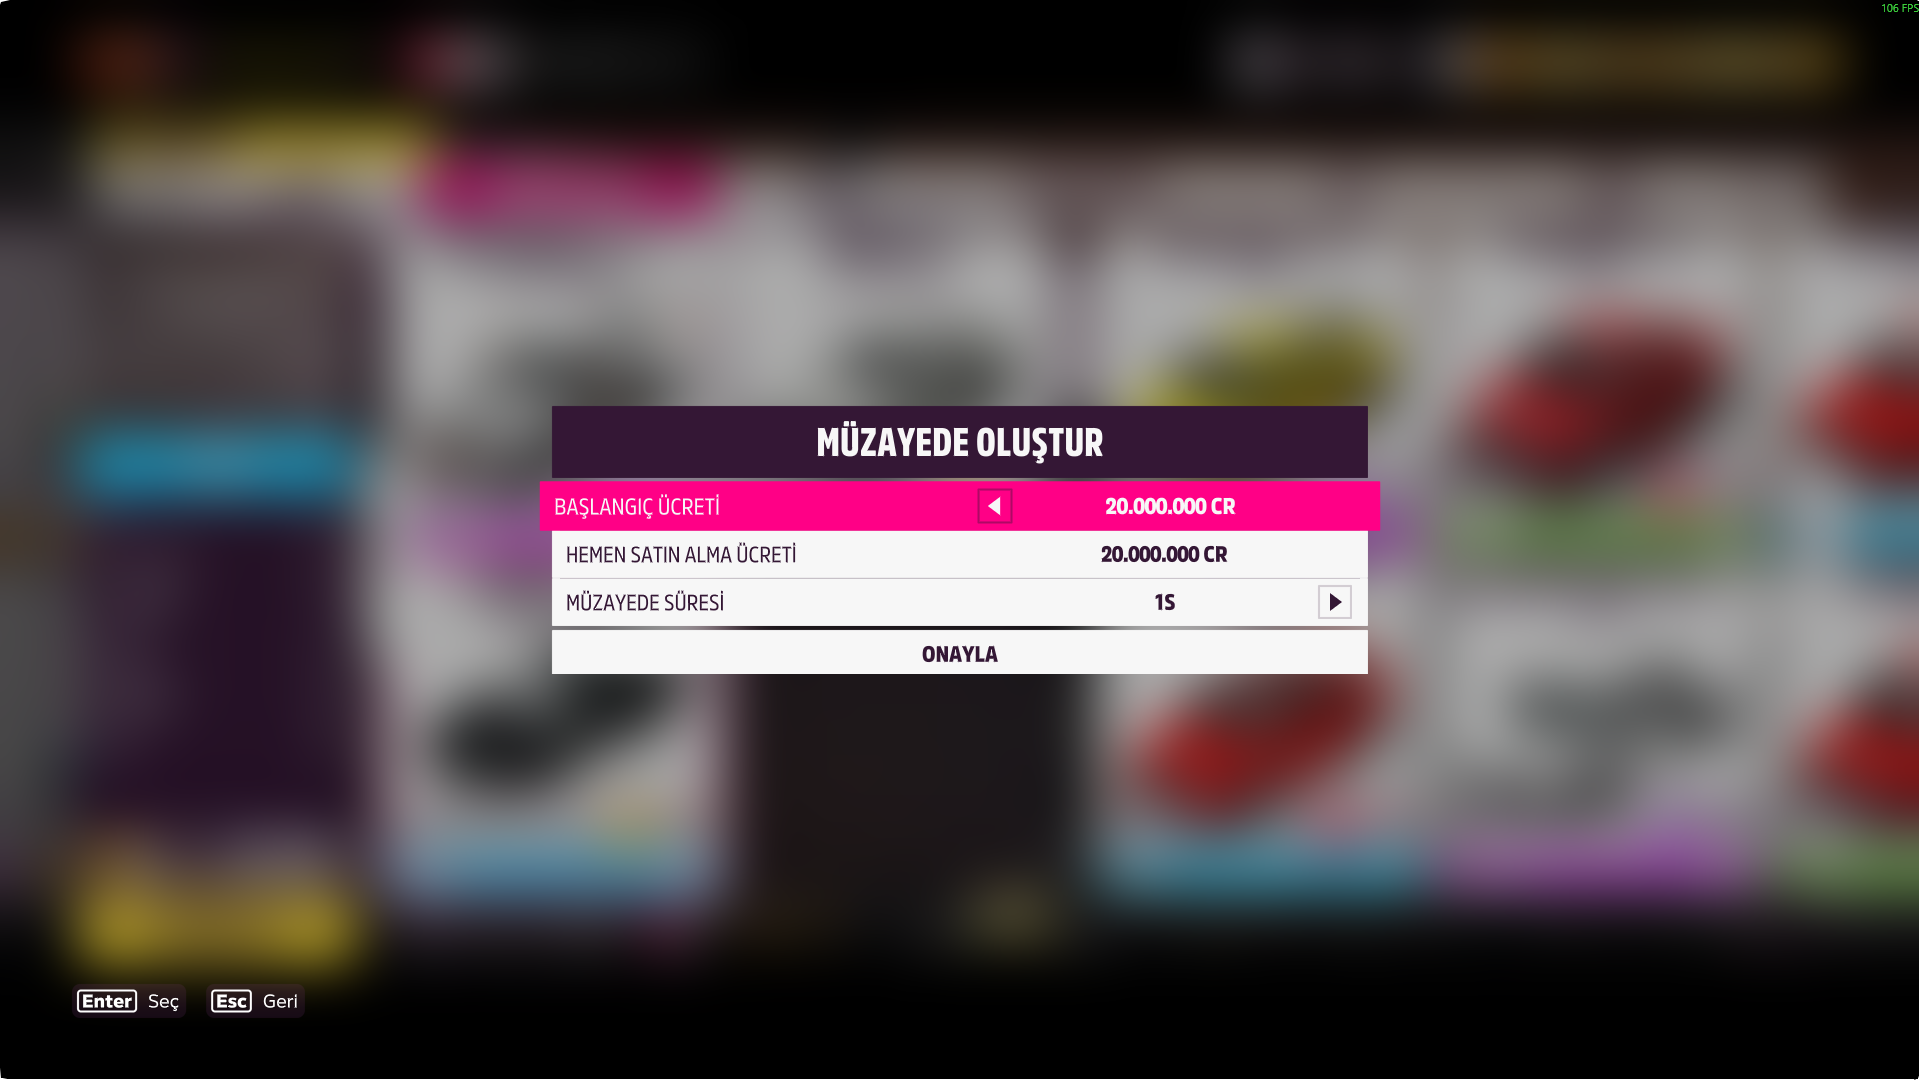 106 FPS
MÜZAYEDE OLUŞTUR
BAŞLANGIÇ ÜCRETİ 20.000.000 CR
HEMEN SATIN ALMA ÜCRETİ 20.000.000 CR
MÜZAYEDE SÜRESİ 1S
ONAYLA
Enter Seç Esc Geri